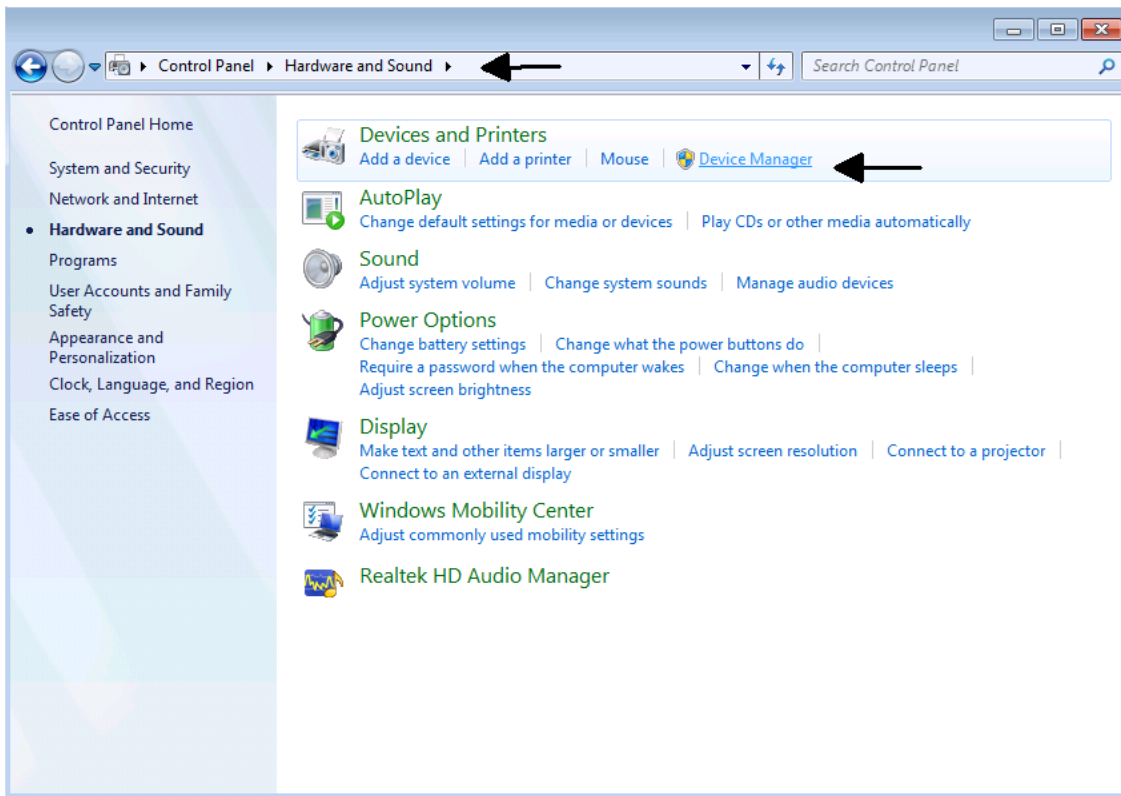 Control Panel Hardware and Sound Search Control Panel
Control Panel Home
System and Security
Network and Internet
Hardware and Sound
Programs
User Accounts and Family
Safety
Appearance and
Personalization
Clock, Language, and Region
Ease of Access
Devices and Printers
Add a device Add a printer Mouse Device Manager
AutoPlay
Change default settings for media or devices Play CDs or other media automatically
Sound
Adjust system volume Change system sounds Manage audio devices
Power Options
Change battery settings Change what the power buttons do
Require a password when the computer wakes Change when the computer sleeps
Adjust screen brightness
Display
Make text and other items larger or smaller Adjust screen resolution Connect to a projector
Connect to an external display
Windows Mobility Center
Adjust commonly used mobility settings
Realtek HD Audio Manager